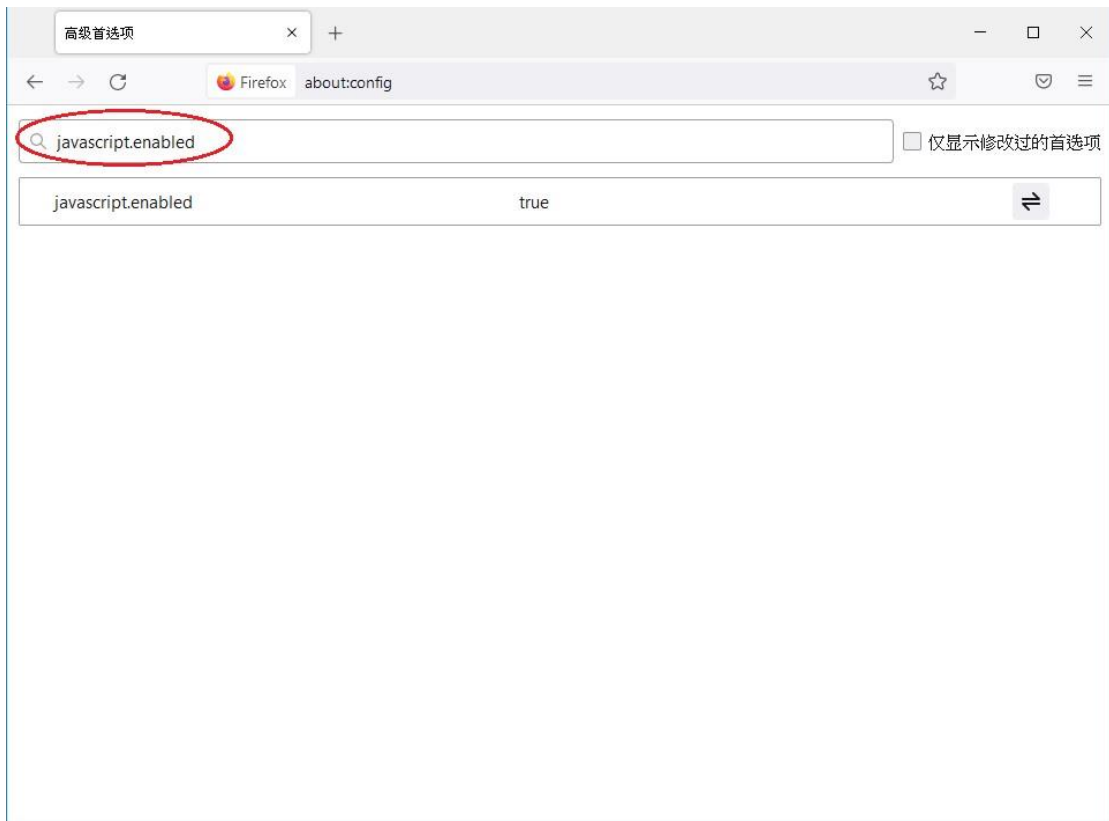 高级首选项
Firefox about:config
javascript.enabled
仅显示修改过的首选项
javascript.enabled true